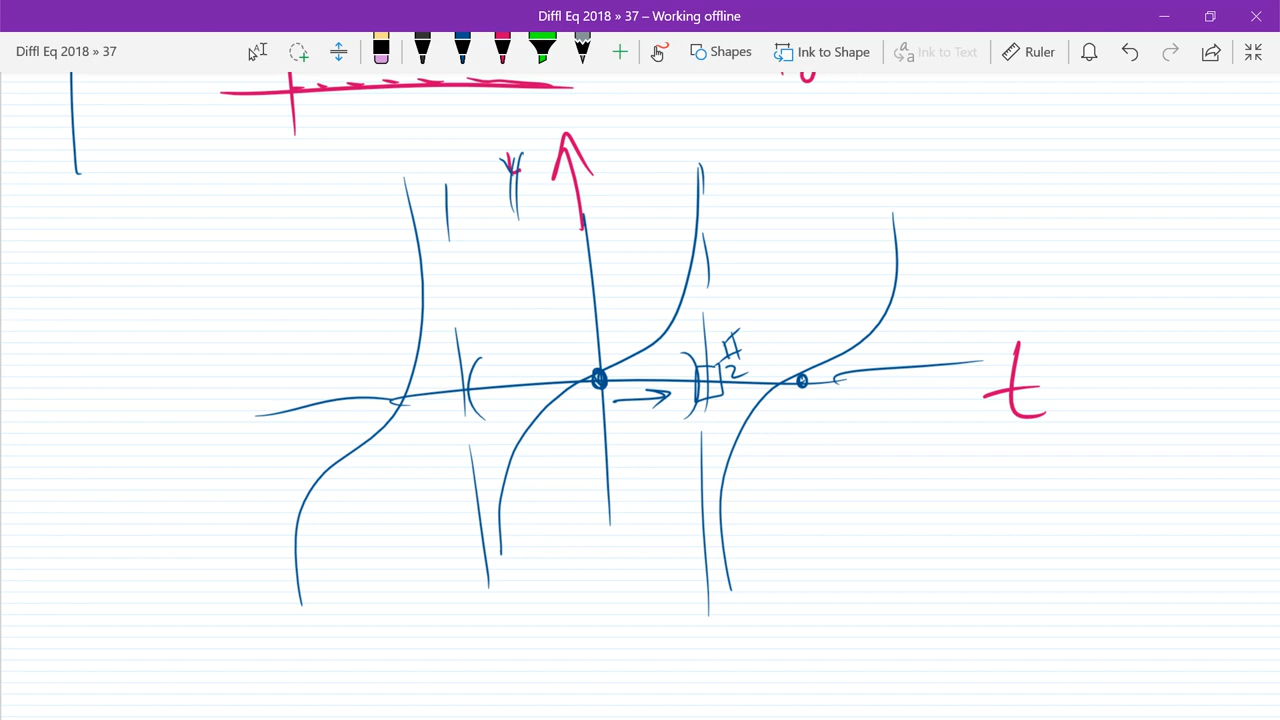 Diffl Eq 2018 » 37 – Working offline
Diffl Eq 2018 » 37
Shapes
Ink to Shape
Ink to Text
Ruler
π
2
t